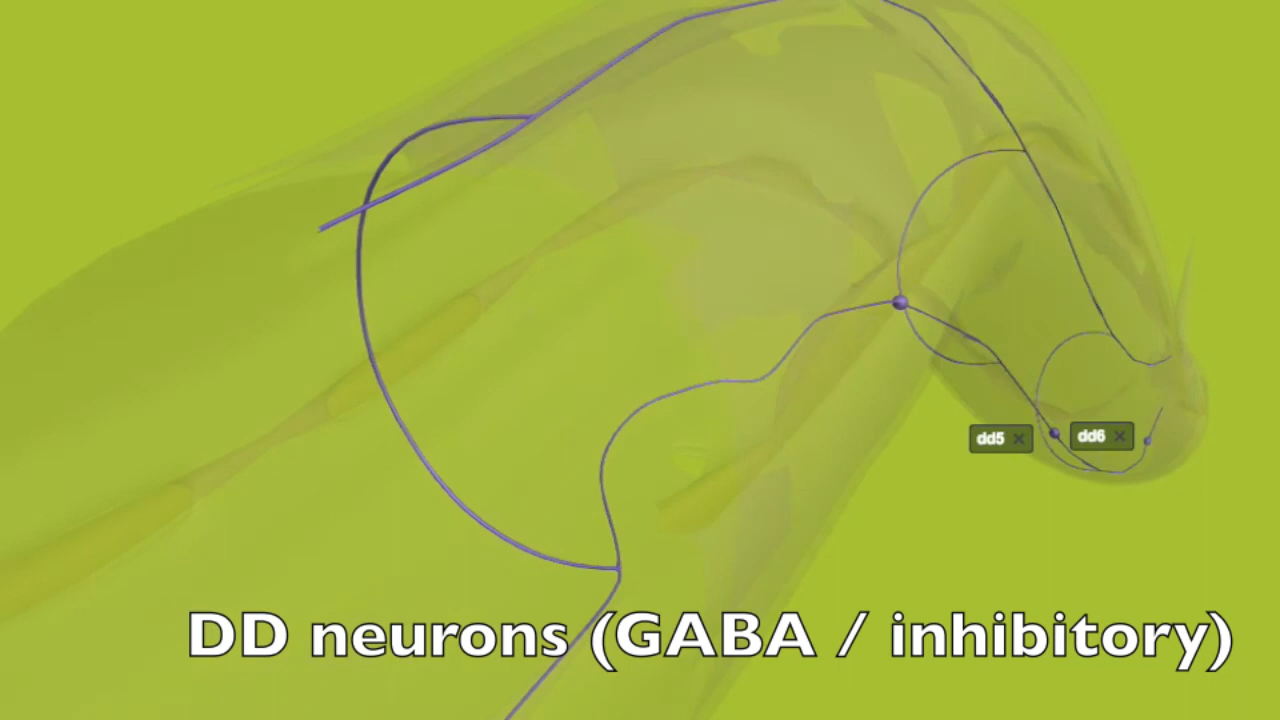 dd5 ×
dd6 ×
DD neurons (GABA / inhibitory)